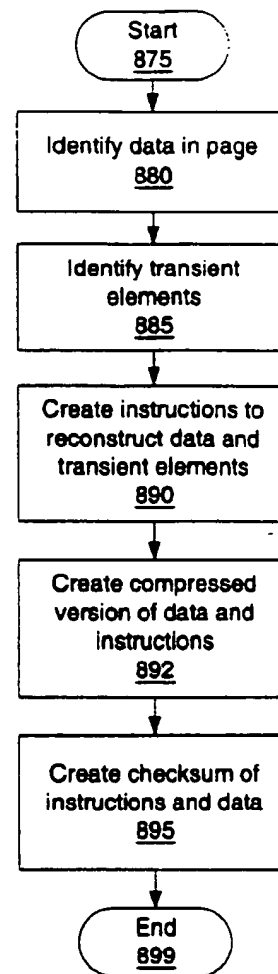 Start
875
Identify data in page
880
Identify transient
elements
885
Create instructions to
reconstruct data and
transient elements
890
Create compressed
version of data and
instructions
892
Create checksum of
instructions and data
895
End
899